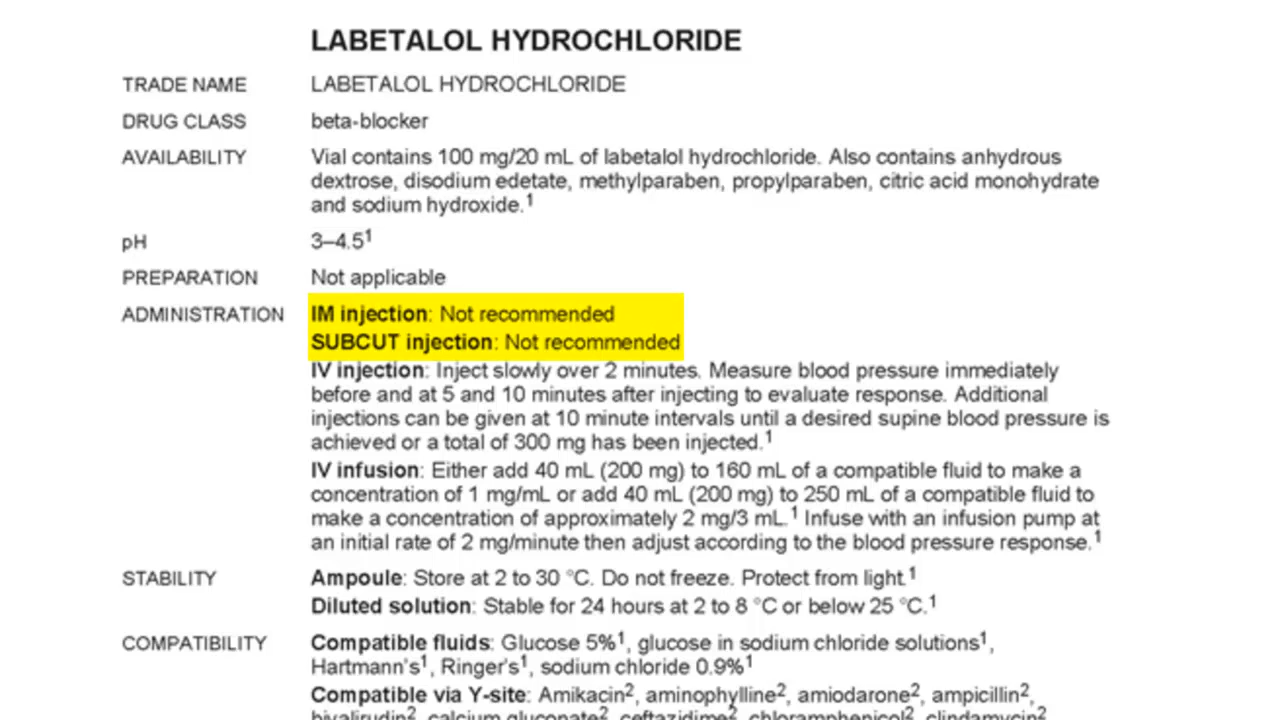 LABETALOL HYDROCHLORIDE
TRADE NAME LABETALOL HYDROCHLORIDE
DRUG CLASS beta-blocker
AVAILABILITY Vial contains 100 mg/20 mL of labetalol hydrochloride. Also contains anhydrous
dextrose, disodium edetate, methylparaben, propylparaben, citric acid monohydrate
and sodium hydroxide.1
pH 3–4.51
PREPARATION Not applicable
ADMINISTRATION IM injection: Not recommended
SUBCUT injection: Not recommended
IV injection: Inject slowly over 2 minutes. Measure blood pressure immediately
before and at 5 and 10 minutes after injecting to evaluate response. Additional
injections can be given at 10 minute intervals until a desired supine blood pressure is
achieved or a total of 300 mg has been injected.1
IV infusion: Either add 40 mL (200 mg) to 160 mL of a compatible fluid to make a
concentration of 1 mg/mL or add 40 mL (200 mg) to 250 mL of a compatible fluid to
make a concentration of approximately 2 mg/3 mL.1 Infuse with an infusion pump at
an initial rate of 2 mg/minute then adjust according to the blood pressure response.1
STABILITY Ampoule: Store at 2 to 30 °C. Do not freeze. Protect from light.1
Diluted solution: Stable for 24 hours at 2 to 8 °C or below 25 °C.1
COMPATIBILITY Compatible fluids: Glucose 5%1, glucose in sodium chloride solutions1,
Hartmann's1, Ringer's1, sodium chloride 0.9%1
Compatible via Y-site: Amikacin2, aminophylline2, amiodarone2, ampicillin2,
bivalirudin2, calcium gluconate2, ceftazidime2, chloramphenicol2, clindamycin2